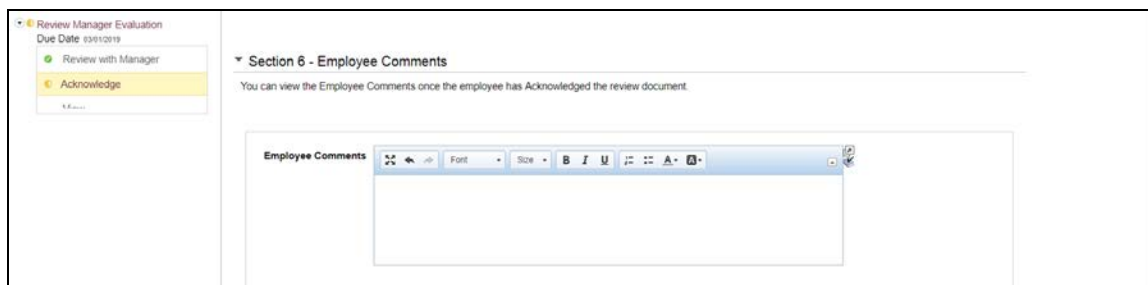 Review Manager Evaluation
Due Date 03/01/2019
Review with Manager
Acknowledge
Section 6 - Employee Comments
You can view the Employee Comments once the employee has Acknowledged the review document.
Employee Comments
Font
Size
B I U A A